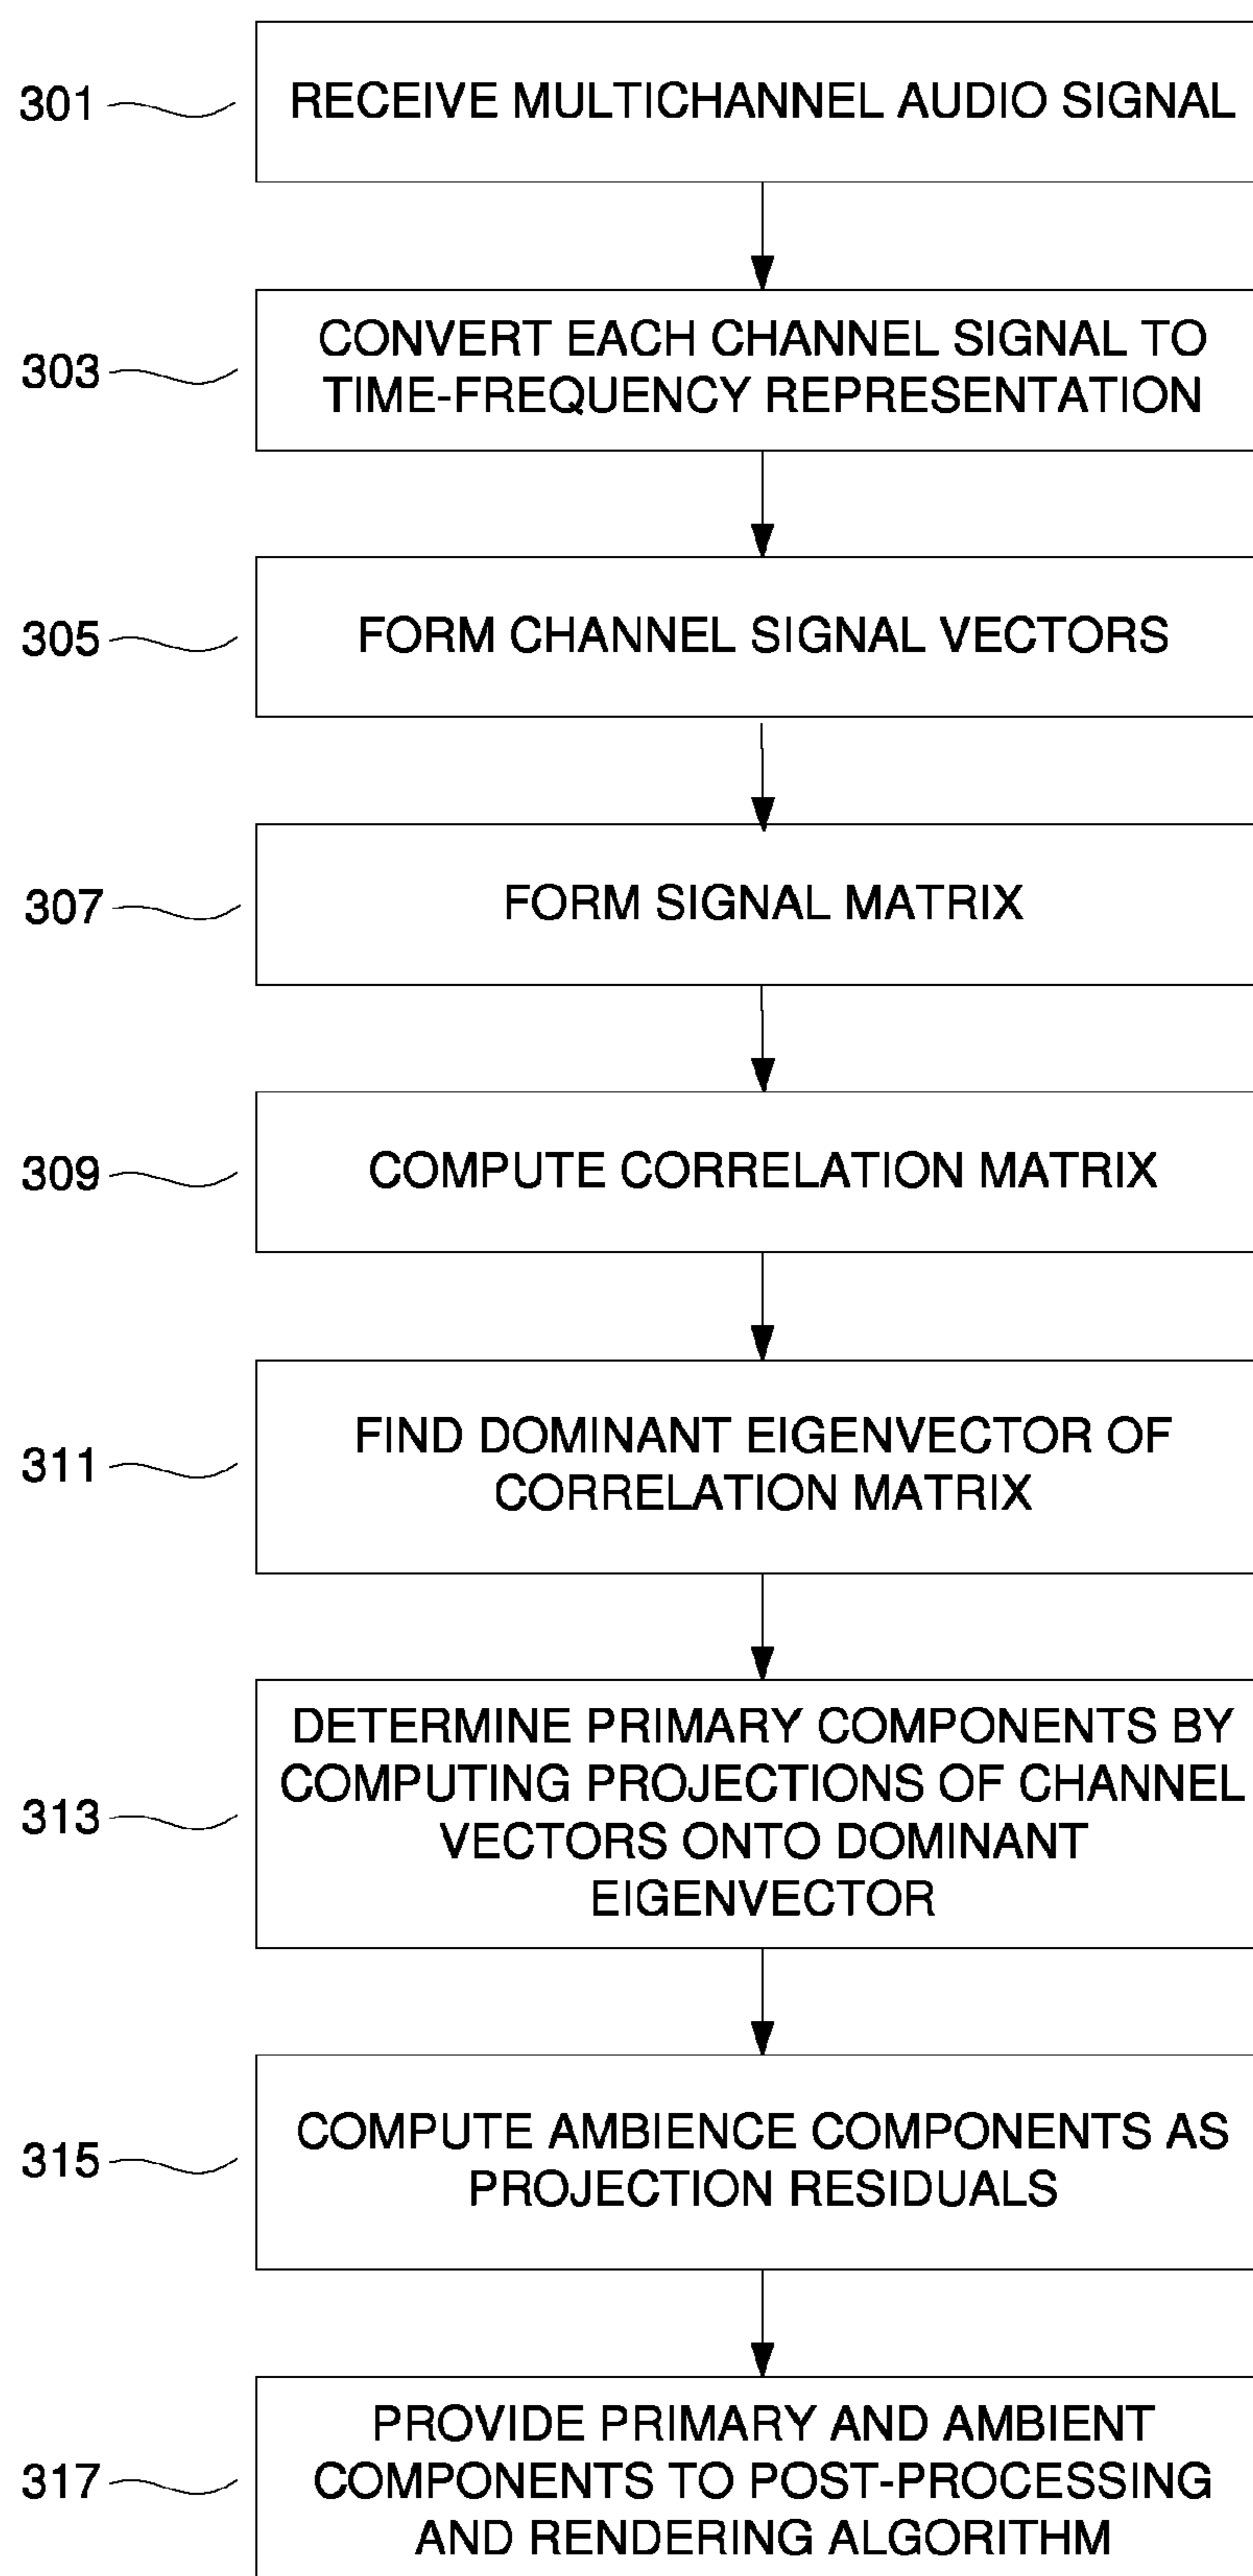 301 RECEIVE MULTICHANNEL AUDIO SIGNAL
303 CONVERT EACH CHANNEL SIGNAL TO
TIME-FREQUENCY REPRESENTATION
305 FORM CHANNEL SIGNAL VECTORS
307 FORM SIGNAL MATRIX
309 COMPUTE CORRELATION MATRIX
311 FIND DOMINANT EIGENVECTOR OF
CORRELATION MATRIX
313 DETERMINE PRIMARY COMPONENTS BY
COMPUTING PROJECTIONS OF CHANNEL
VECTORS ONTO DOMINANT
EIGENVECTOR
315 COMPUTE AMBIENCE COMPONENTS AS
PROJECTION RESIDUALS
317 PROVIDE PRIMARY AND AMBIENT
COMPONENTS TO POST-PROCESSING
AND RENDERING ALGORITHM